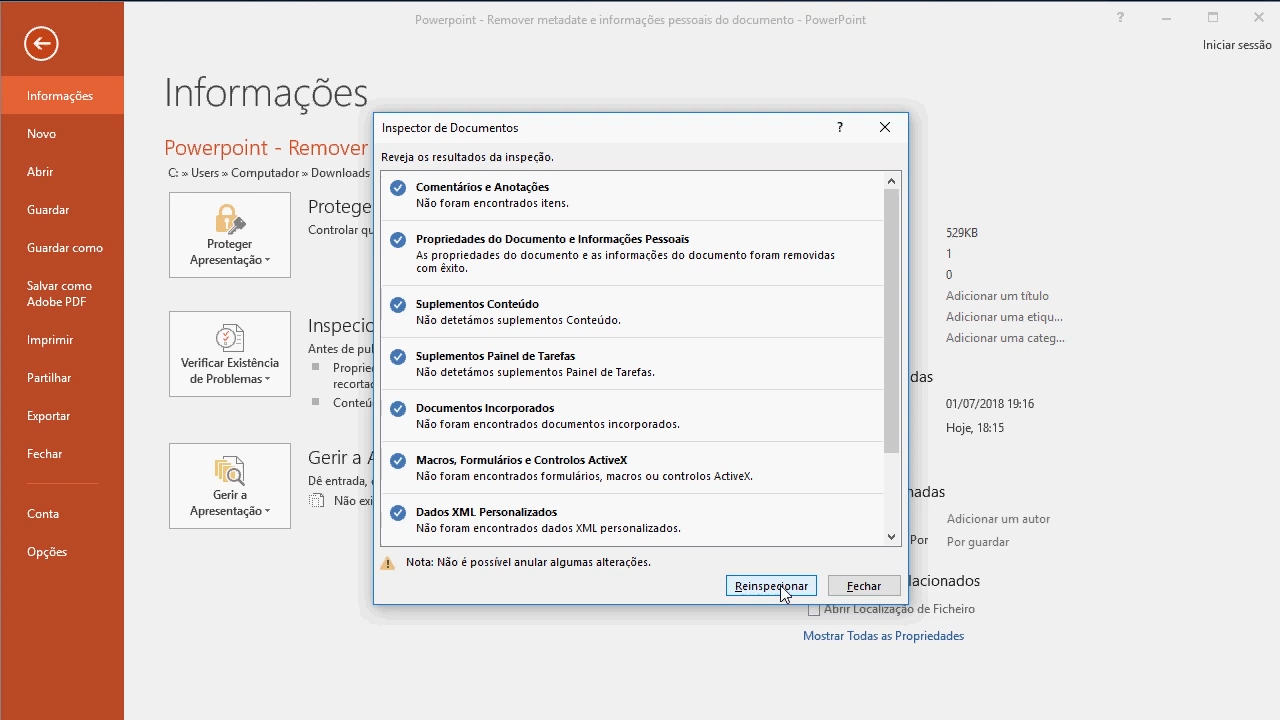 Powerpoint - Remover metadate e informações pessoais do documento - PowerPoint
?
Iniciar sessão
Informações
Novo
Abrir
Guardar
Guardar como
Salvar como
Adobe PDF
Imprimir
Partilhar
Exportar
Fechar
Conta
Opções
Informações
Powerpoint - Remover
C: » Users » Computador » Downloads
Proteger
Apresentação
Proteger
Controlar qu
Verificar Existência
de Problemas
Inspecio
Antes de pul
Proprie
recortac
Conteú
Gerir a
Apresentação
Gerir a A
Dê entrada, c
Não exi
Inspector de Documentos
?
Reveja os resultados da inspeção.
Comentários e Anotações
Não foram encontrados itens.
Propriedades do Documento e Informações Pessoais
As propriedades do documento e as informações do documento foram removidas
com êxito.
Suplementos Conteúdo
Não detetámos suplementos Conteúdo.
Suplementos Painel de Tarefas
Não detetámos suplementos Painel de Tarefas.
Documentos Incorporados
Não foram encontrados documentos incorporados.
Macros, Formulários e Controlos ActiveX
Não foram encontrados formulários, macros ou controlos ActiveX.
Dados XML Personalizados
Não foram encontrados dados XML personalizados.
Nota: Não é possível anular algumas alterações.
Reinspecionar
Fechar
529KB
1
0
Adicionar um título
Adicionar uma etiqu...
Adicionar uma categ...
das
01/07/2018 19:16
Hoje, 18:15
nadas
Adicionar um autor
Por
Por guardar
lacionados
Abrir Localização de Ficheiro
Mostrar Todas as Propriedades